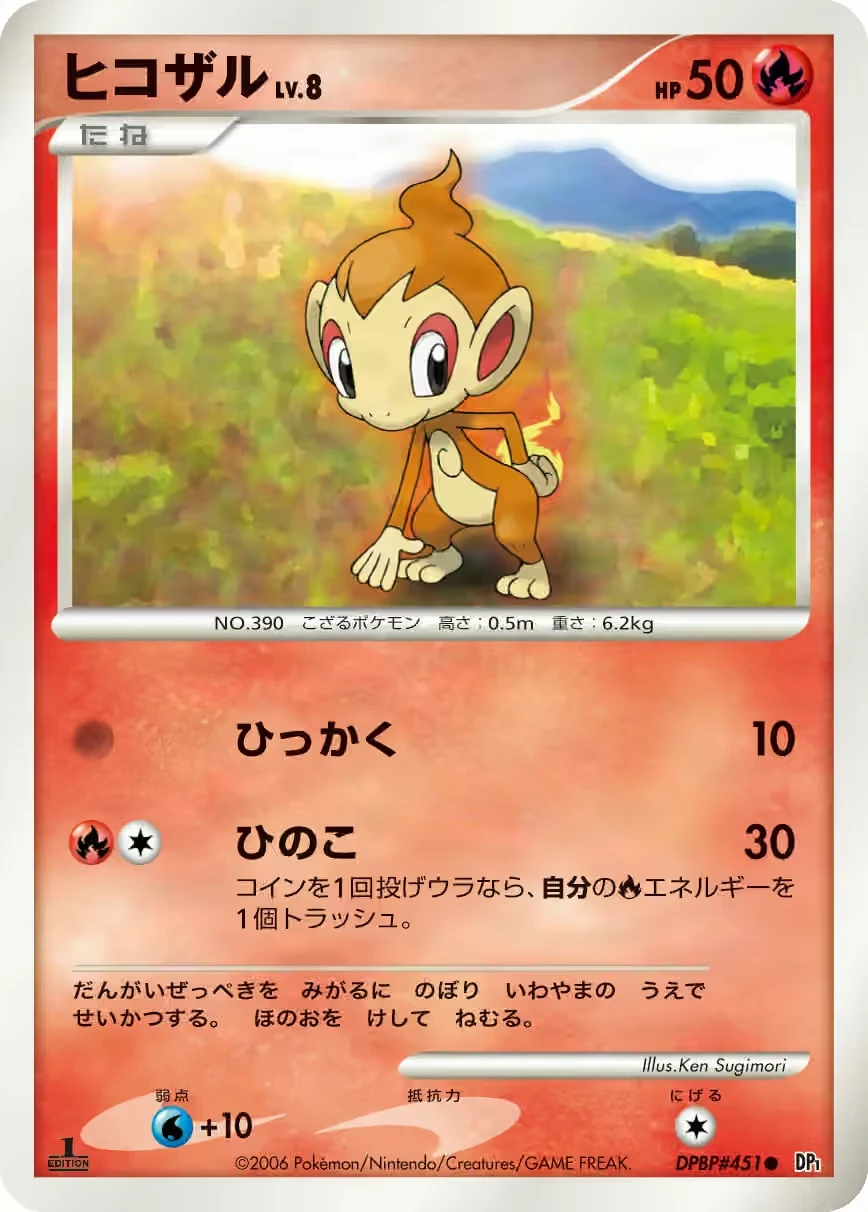 ヒコザル LV.8 HP 50
たね
NO.390 こざるポケモン 高さ:0.5m 重さ:6.2kg
ひっかく 10
ひのこ 30
コインを1回投げウラなら、自分のエネルギーを
1個トラッシュ。
だんがいぜっぺきを みがるに のぼり いわやまの うえで
せいかつする。 ほのおを けして ねむる。
Illus.Ken Sugimori
弱点 抵抗力 にげる
+10
1
EDITION
©2006 Pokémon/Nintendo/Creatures/GAME FREAK. DPBP#451 DP1